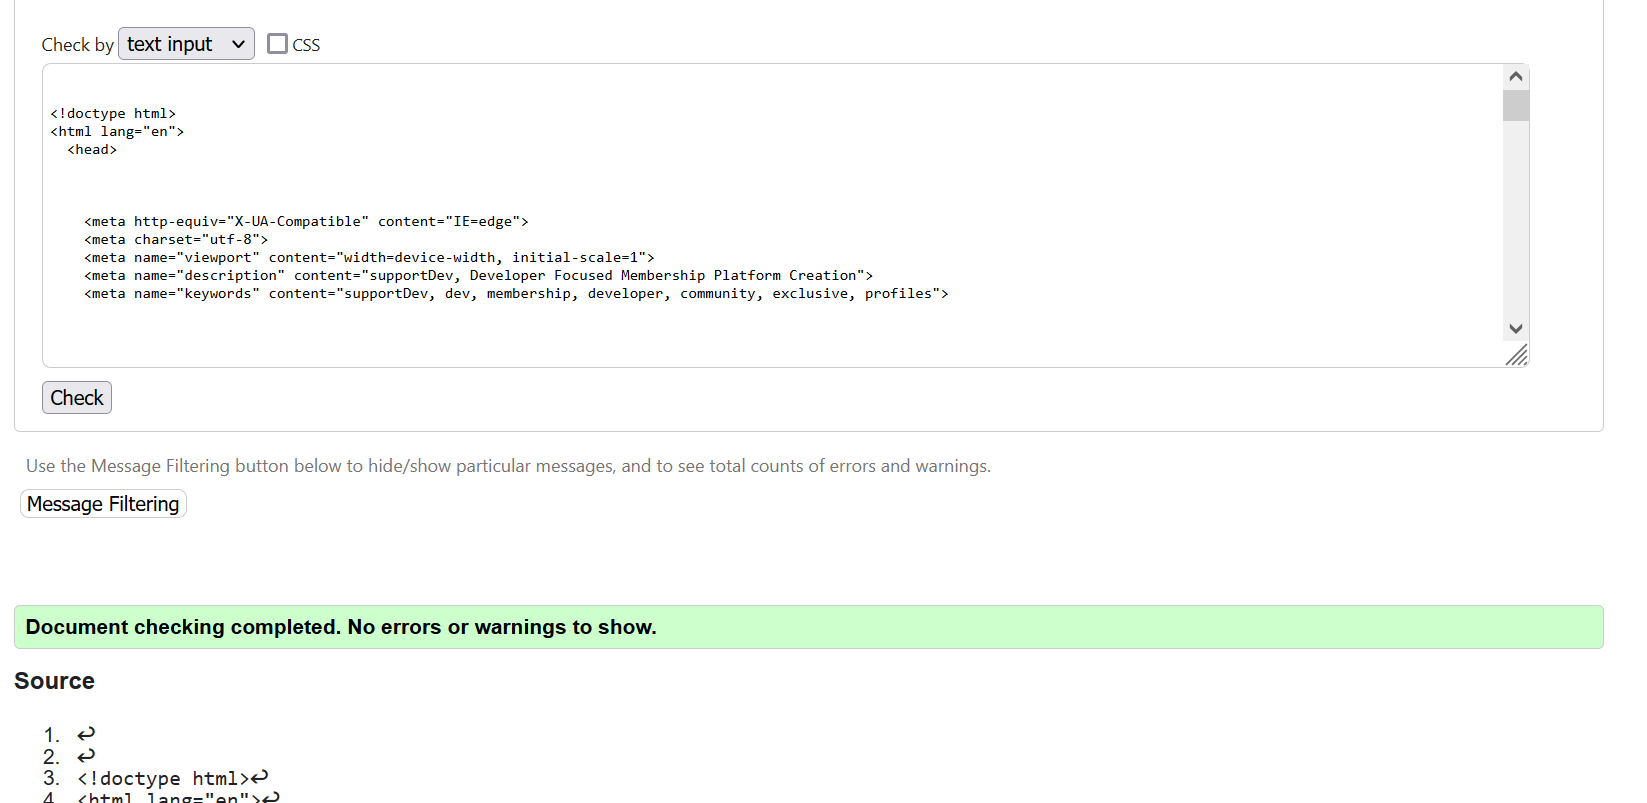 Check by text input CSS
<!doctype html>
<html lang="en">
<head>
<meta http-equiv="X-UA-Compatible" content="IE=edge">
<meta charset="utf-8">
<meta name="viewport" content="width=device-width, initial-scale=1">
<meta name="description" content="supportDev, Developer Focused Membership Platform Creation">
<meta name="keywords" content="supportDev, dev, membership, developer, community, exclusive, profiles">
Check
Use the Message Filtering button below to hide/show particular messages, and to see total counts of errors and warnings.
Message Filtering
Document checking completed. No errors or warnings to show.
Source
1. ↩
2. ↩
3. <!doctype html>↩
4. <html lang="en">↩